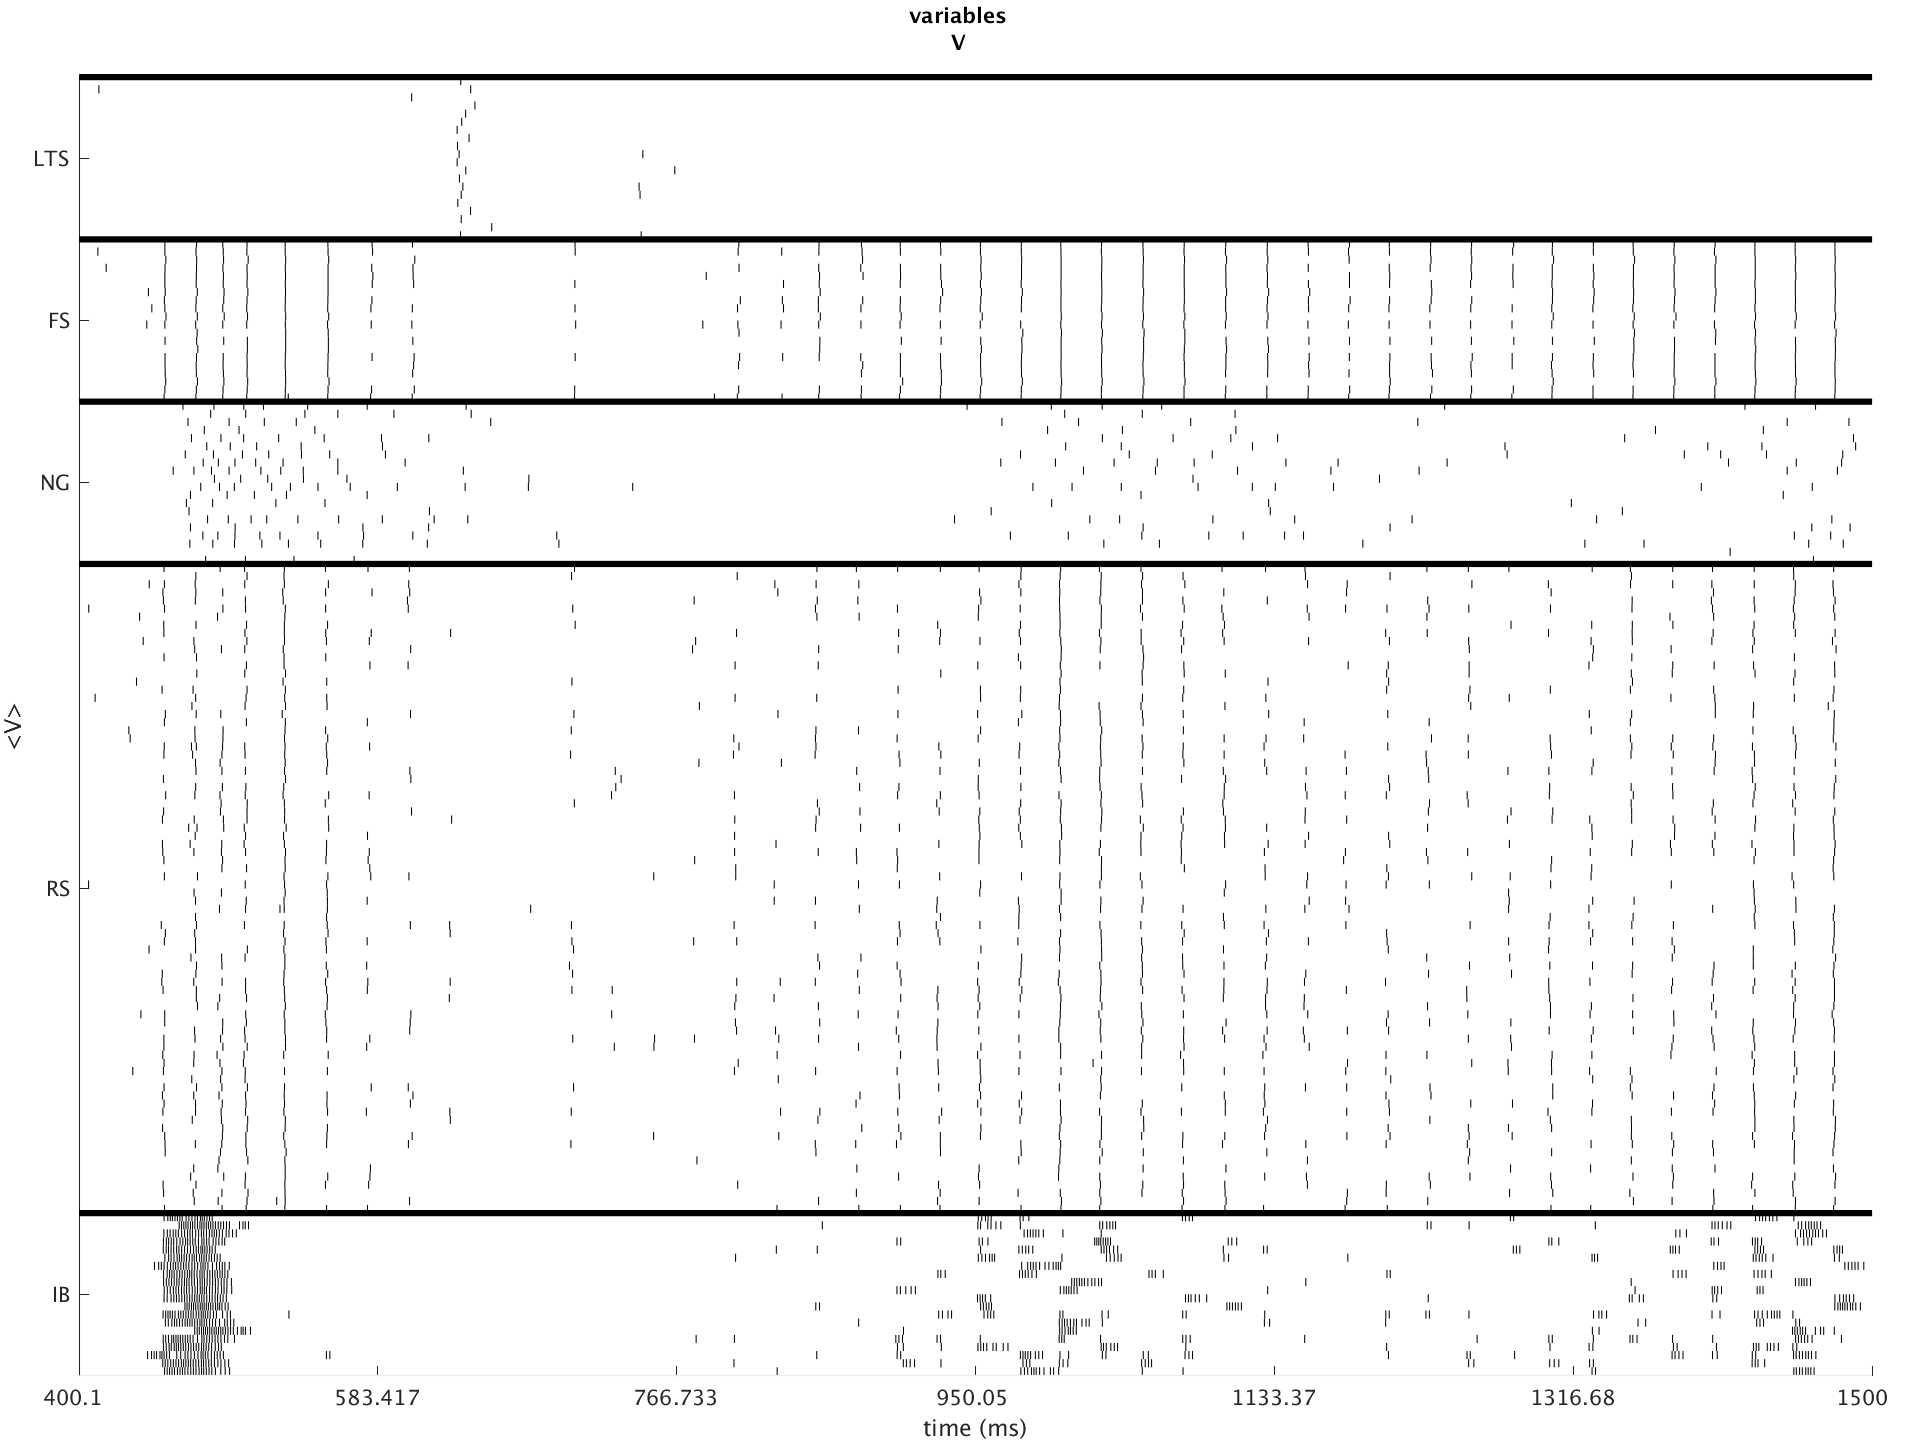 variables
V
LTS
FS
NG
RS
IB
<V>
400.1 583.417 766.733 950.05 1133.37 1316.68 1500
time (ms)